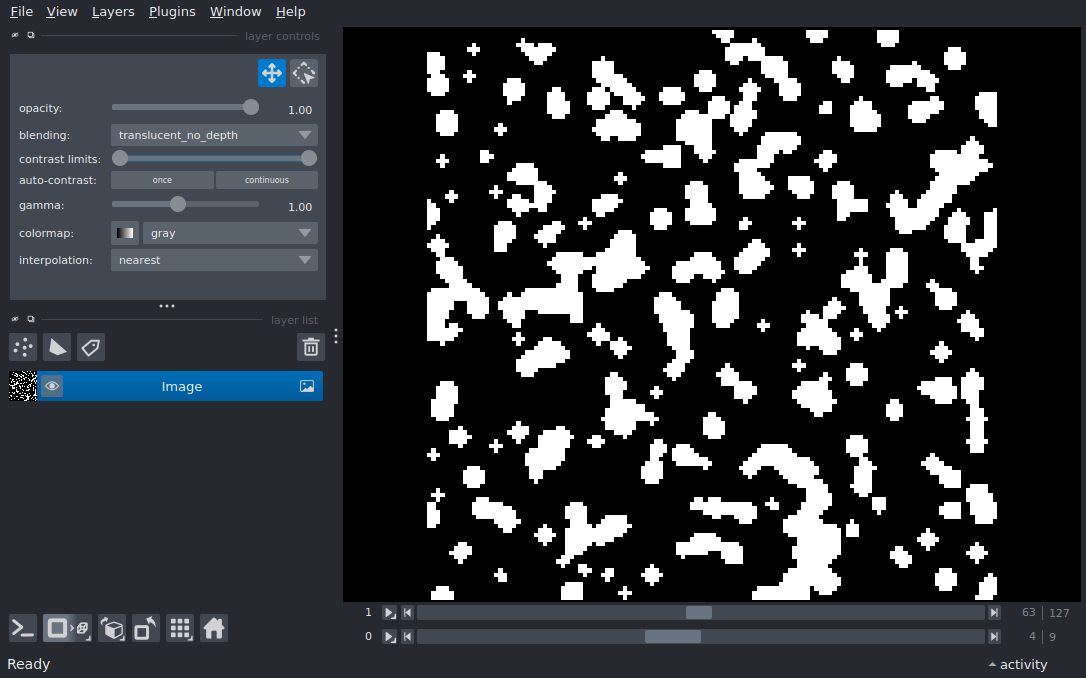 File View Layers Plugins Window Help
layer controls
opacity: 1.00
blending: translucent_no_depth
contrast limits:
auto-contrast: once continuous
gamma: 1.00
colormap: gray
interpolation: nearest
layer list
Image
1 63 127
0 4 9
Ready activity